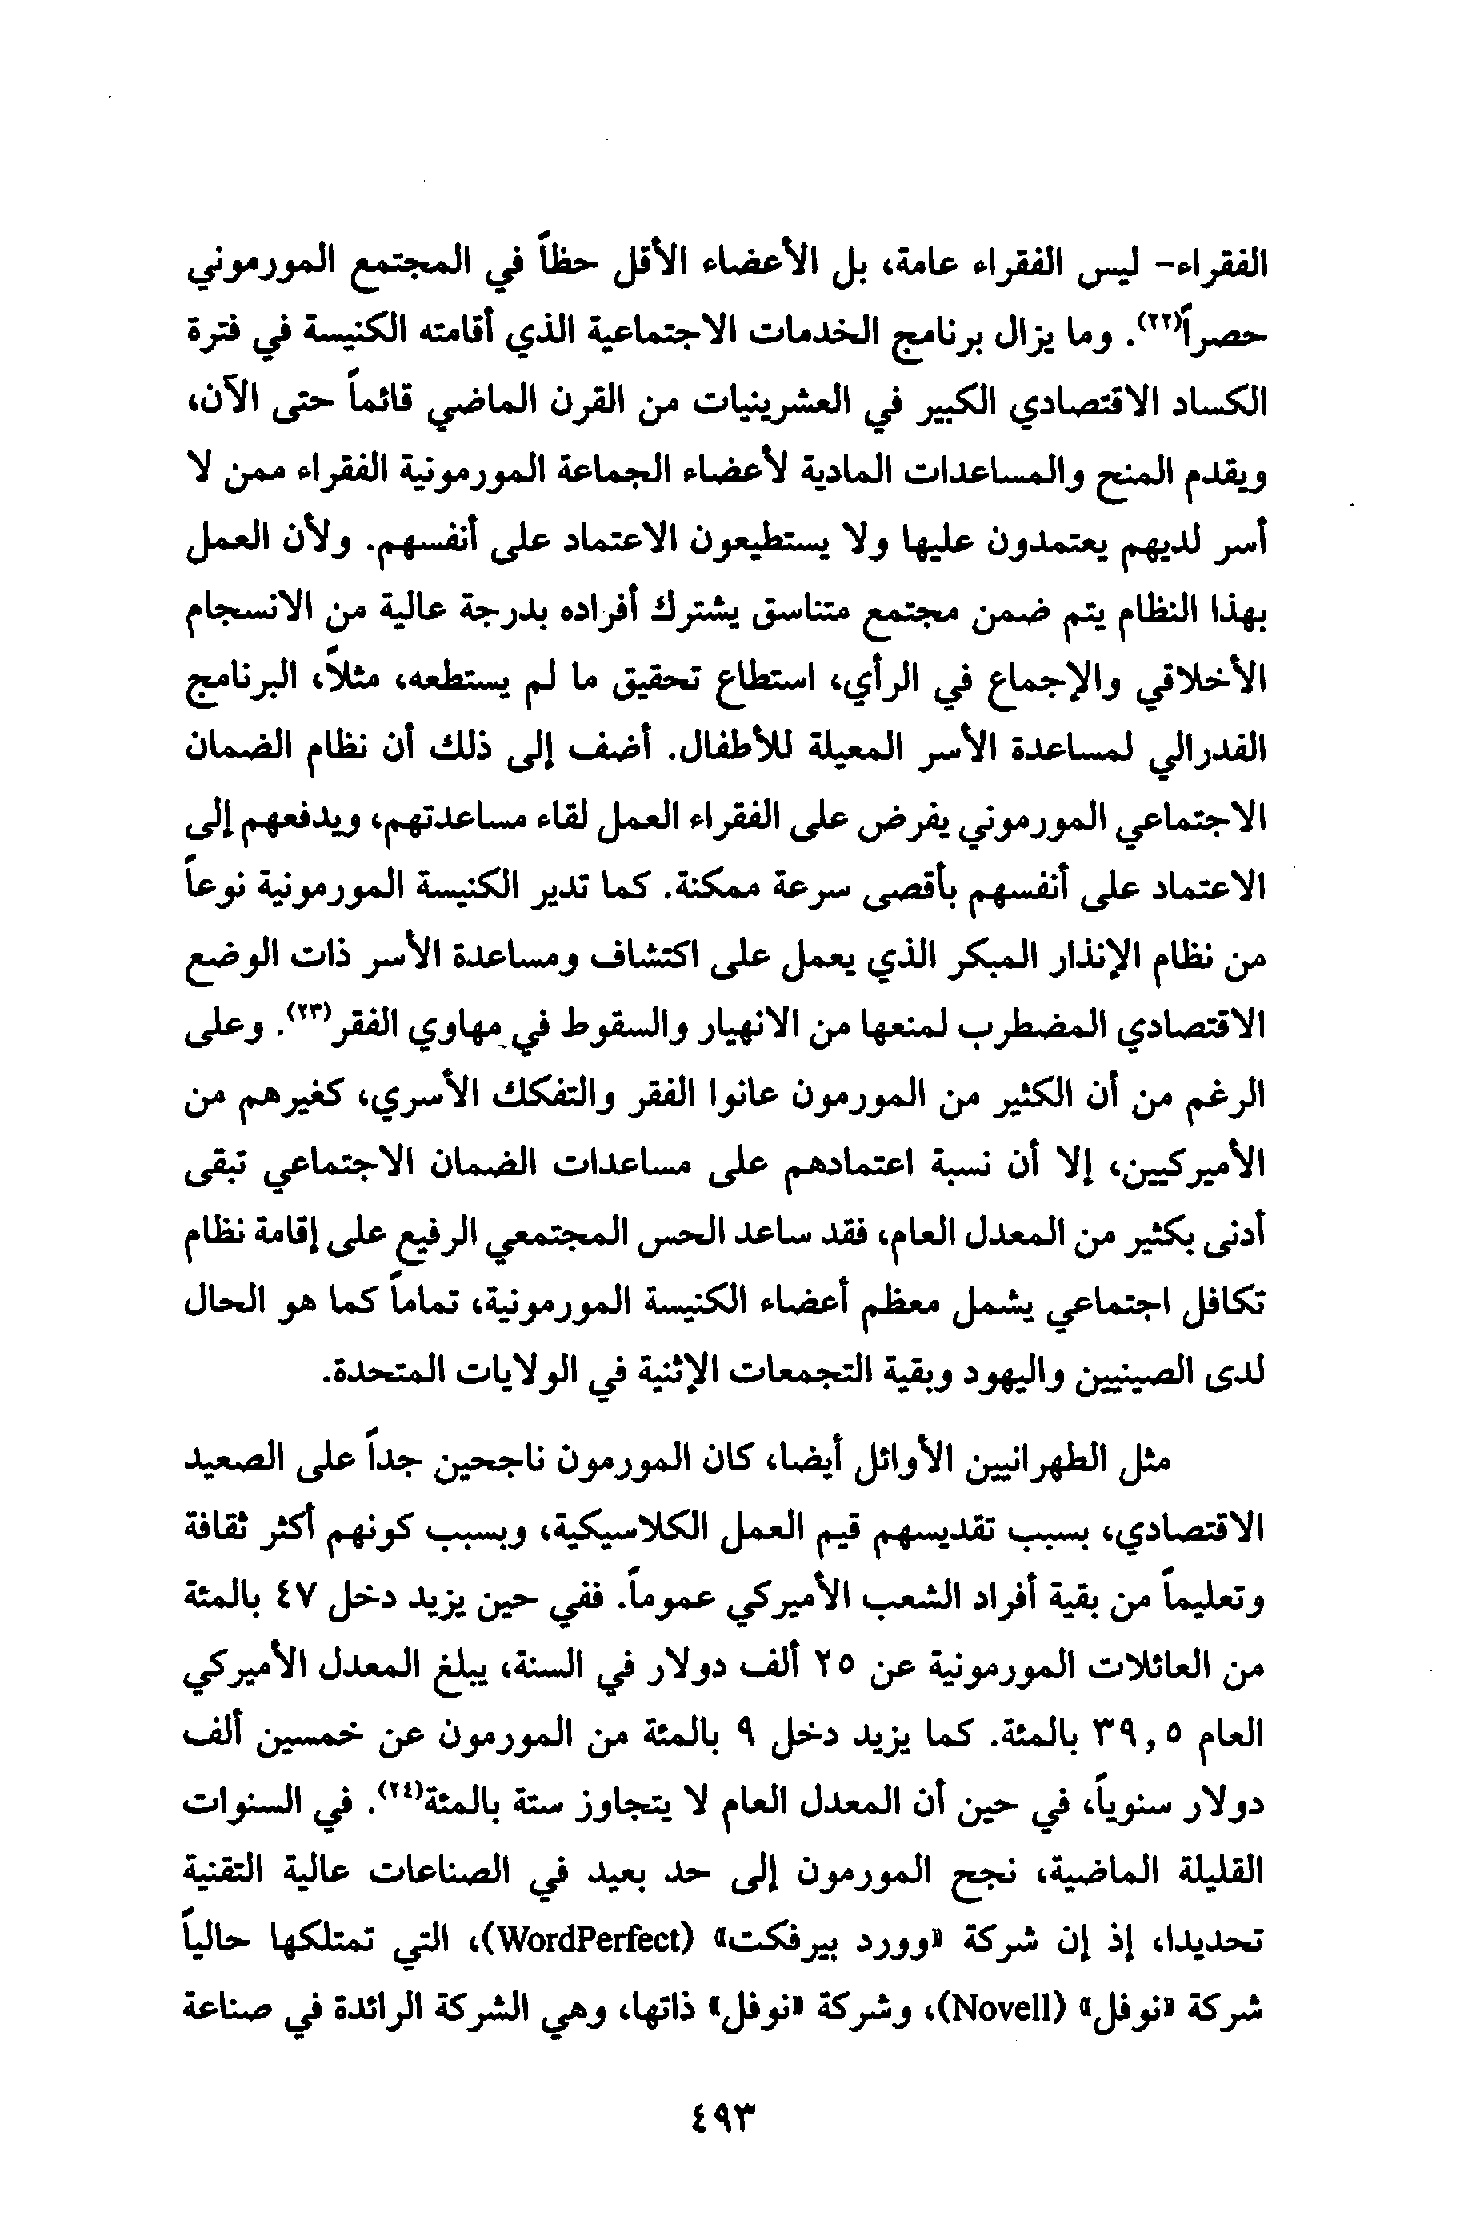 الفقراء- ليس الفقراء عامة، بل الأعضاء الأقل حظاً في المجتمع المورموني
حصراً(٢٢). وما يزال برنامج الخدمات الاجتماعية الذي أقامته الكنيسة في فترة
الكساد الاقتصادي الكبير في العشرينيات من القرن الماضي قائماً حتى الآن،
ويقدم المنح والمساعدات المادية لأعضاء الجماعة المورمونية الفقراء ممن لا
أسر لديهم يعتمدون عليها ولا يستطيعون الاعتماد على أنفسهم. ولأن العمل
بهذا النظام يتم ضمن مجتمع متناسق يشترك أفراده بدرجة عالية من الانسجام
الأخلاقي والإجماع في الرأي، استطاع تحقيق ما لم يستطعه، مثلاً، البرنامج
الفدرالي لمساعدة الأسر المعيلة للأطفال. أضف إلى ذلك أن نظام الضمان
الاجتماعي المورموني يفرض على الفقراء العمل لقاء مساعدتهم، ويدفعهم إلى
الاعتماد على أنفسهم بأقصى سرعة ممكنة. كما تدير الكنيسة المورمونية نوعاً
من نظام الإنذار المبكر الذي يعمل على اكتشاف ومساعدة الأسر ذات الوضع
الاقتصادي المضطرب لمنعها من الانهيار والسقوط في مهاوي الفقر(٢٣). وعلى
الرغم من أن الكثير من المورمون عانوا الفقر والتفكك الأسري، كغيرهم من
الأميركيين، إلا أن نسبة اعتمادهم على مساعدات الضمان الاجتماعي تبقى
أدنى بكثير من المعدل العام، فقد ساعد الحس المجتمعي الرفيع على إقامة نظام
تكافل اجتماعي يشمل معظم أعضاء الكنيسة المورمونية، تماماً كما هو الحال
لدى الصينيين واليهود وبقية التجمعات الإثنية في الولايات المتحدة.
مثل الطهرانيين الأوائل أيضا، كان المورمون ناجحين جداً على الصعيد
الاقتصادي، بسبب تقديسهم قيم العمل الكلاسيكية، وبسبب كونهم أكثر ثقافة
وتعليماً من بقية أفراد الشعب الأميركي عموماً. ففي حين يزيد دخل ٤٧ بالمئة
من العائلات المورمونية عن ٢٥ ألف دولار في السنة، يبلغ المعدل الأميركي
العام ٣٩,٥ بالمئة. كما يزيد دخل ٩ بالمئة من المورمون عن خمسين ألف
دولار سنوياً، في حين أن المعدل العام لا يتجاوز ستة بالمئة(٢٤). في السنوات
القليلة الماضية، نجح المورمون إلى حد بعيد في الصناعات عالية التقنية
تحديدا، إذ إن شركة «وورد بيرفكت» (WordPerfect)، التي تمتلكها حالياً
شركة «نوفل» (Novell)، وشركة «نوفل» ذاتها، وهي الشركة الرائدة في صناعة
٤٩٣